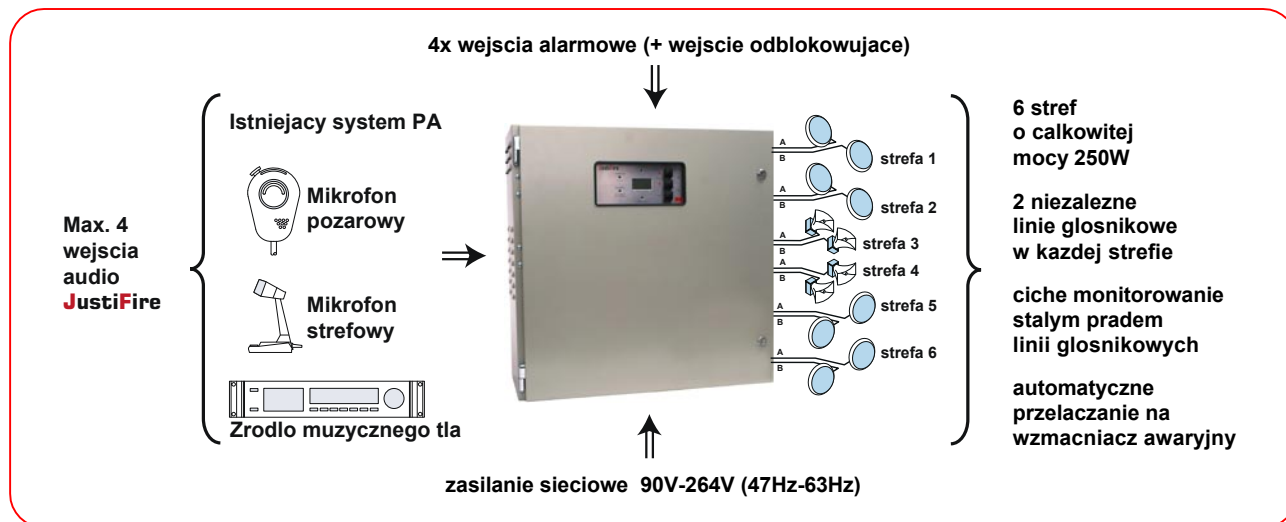 4x wejscia alarmowe (+ wejscie odblokowujace)
Max. 4
wejscia
audio
JustiFire
Istniejacy system PA
Mikrofon
pozarowy
Mikrofon
strefowy
Zrodlo muzycznego tla
A
B
strefa 1
A
B
strefa 2
A
B
strefa 3
A
B
strefa 4
A
B
strefa 5
A
B
strefa 6
6 stref
o calkowitej
mocy 250W
2 niezalezne
linie glosnikowe
w kazdej strefie
ciche monitorowanie
stalym pradem
linii glosnikowych
automatyczne
przelaczanie na
wzmacniacz awaryjny
zasilanie sieciowe 90V-264V (47Hz-63Hz)